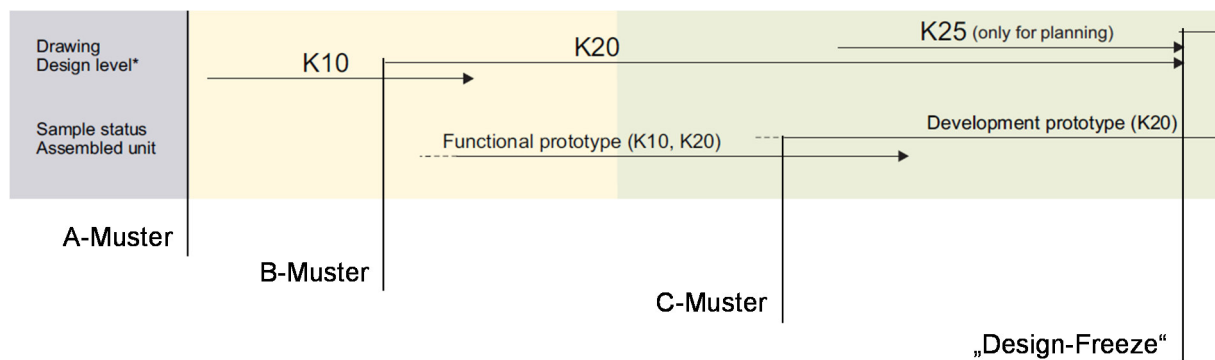 Drawing
Design level*
K10
K20
K25 (only for planning)
Sample status
Assembled unit
Functional prototype (K10, K20)
Development prototype (K20)
A-Muster
B-Muster
C-Muster
„Design-Freeze“